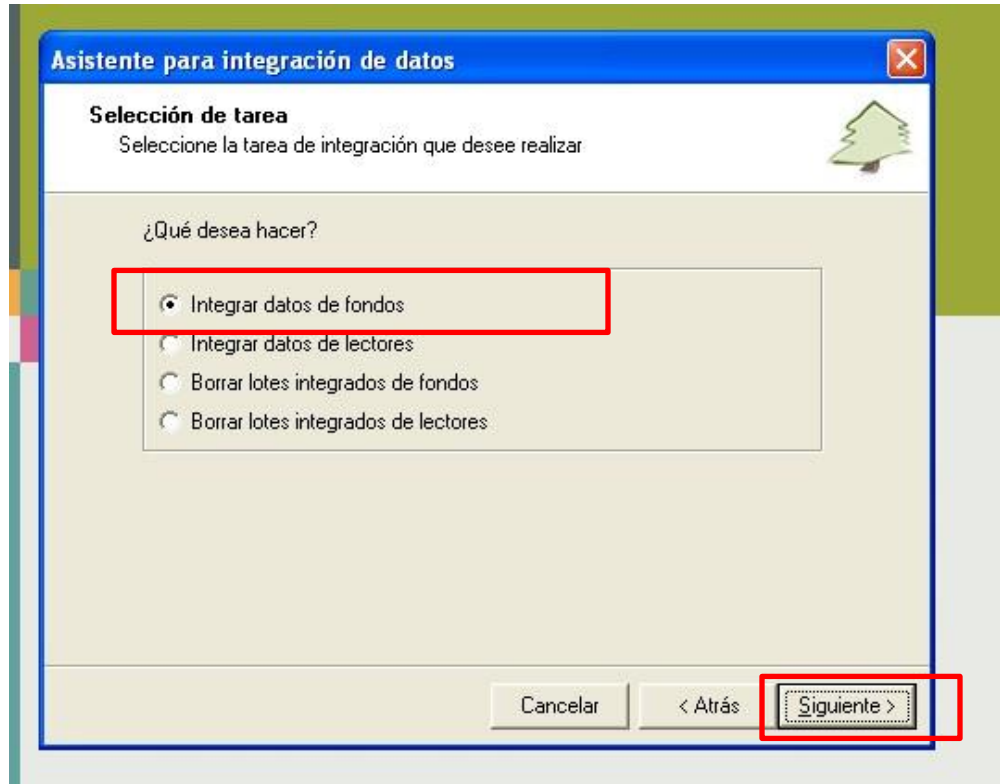 Asistente para integración de datos
Selección de tarea
Seleccione la tarea de integración que desee realizar
¿Qué desea hacer?
Integrar datos de fondos
Integrar datos de lectores
Borrar lotes integrados de fondos
Borrar lotes integrados de lectores
Cancelar < Atrás Siguiente >